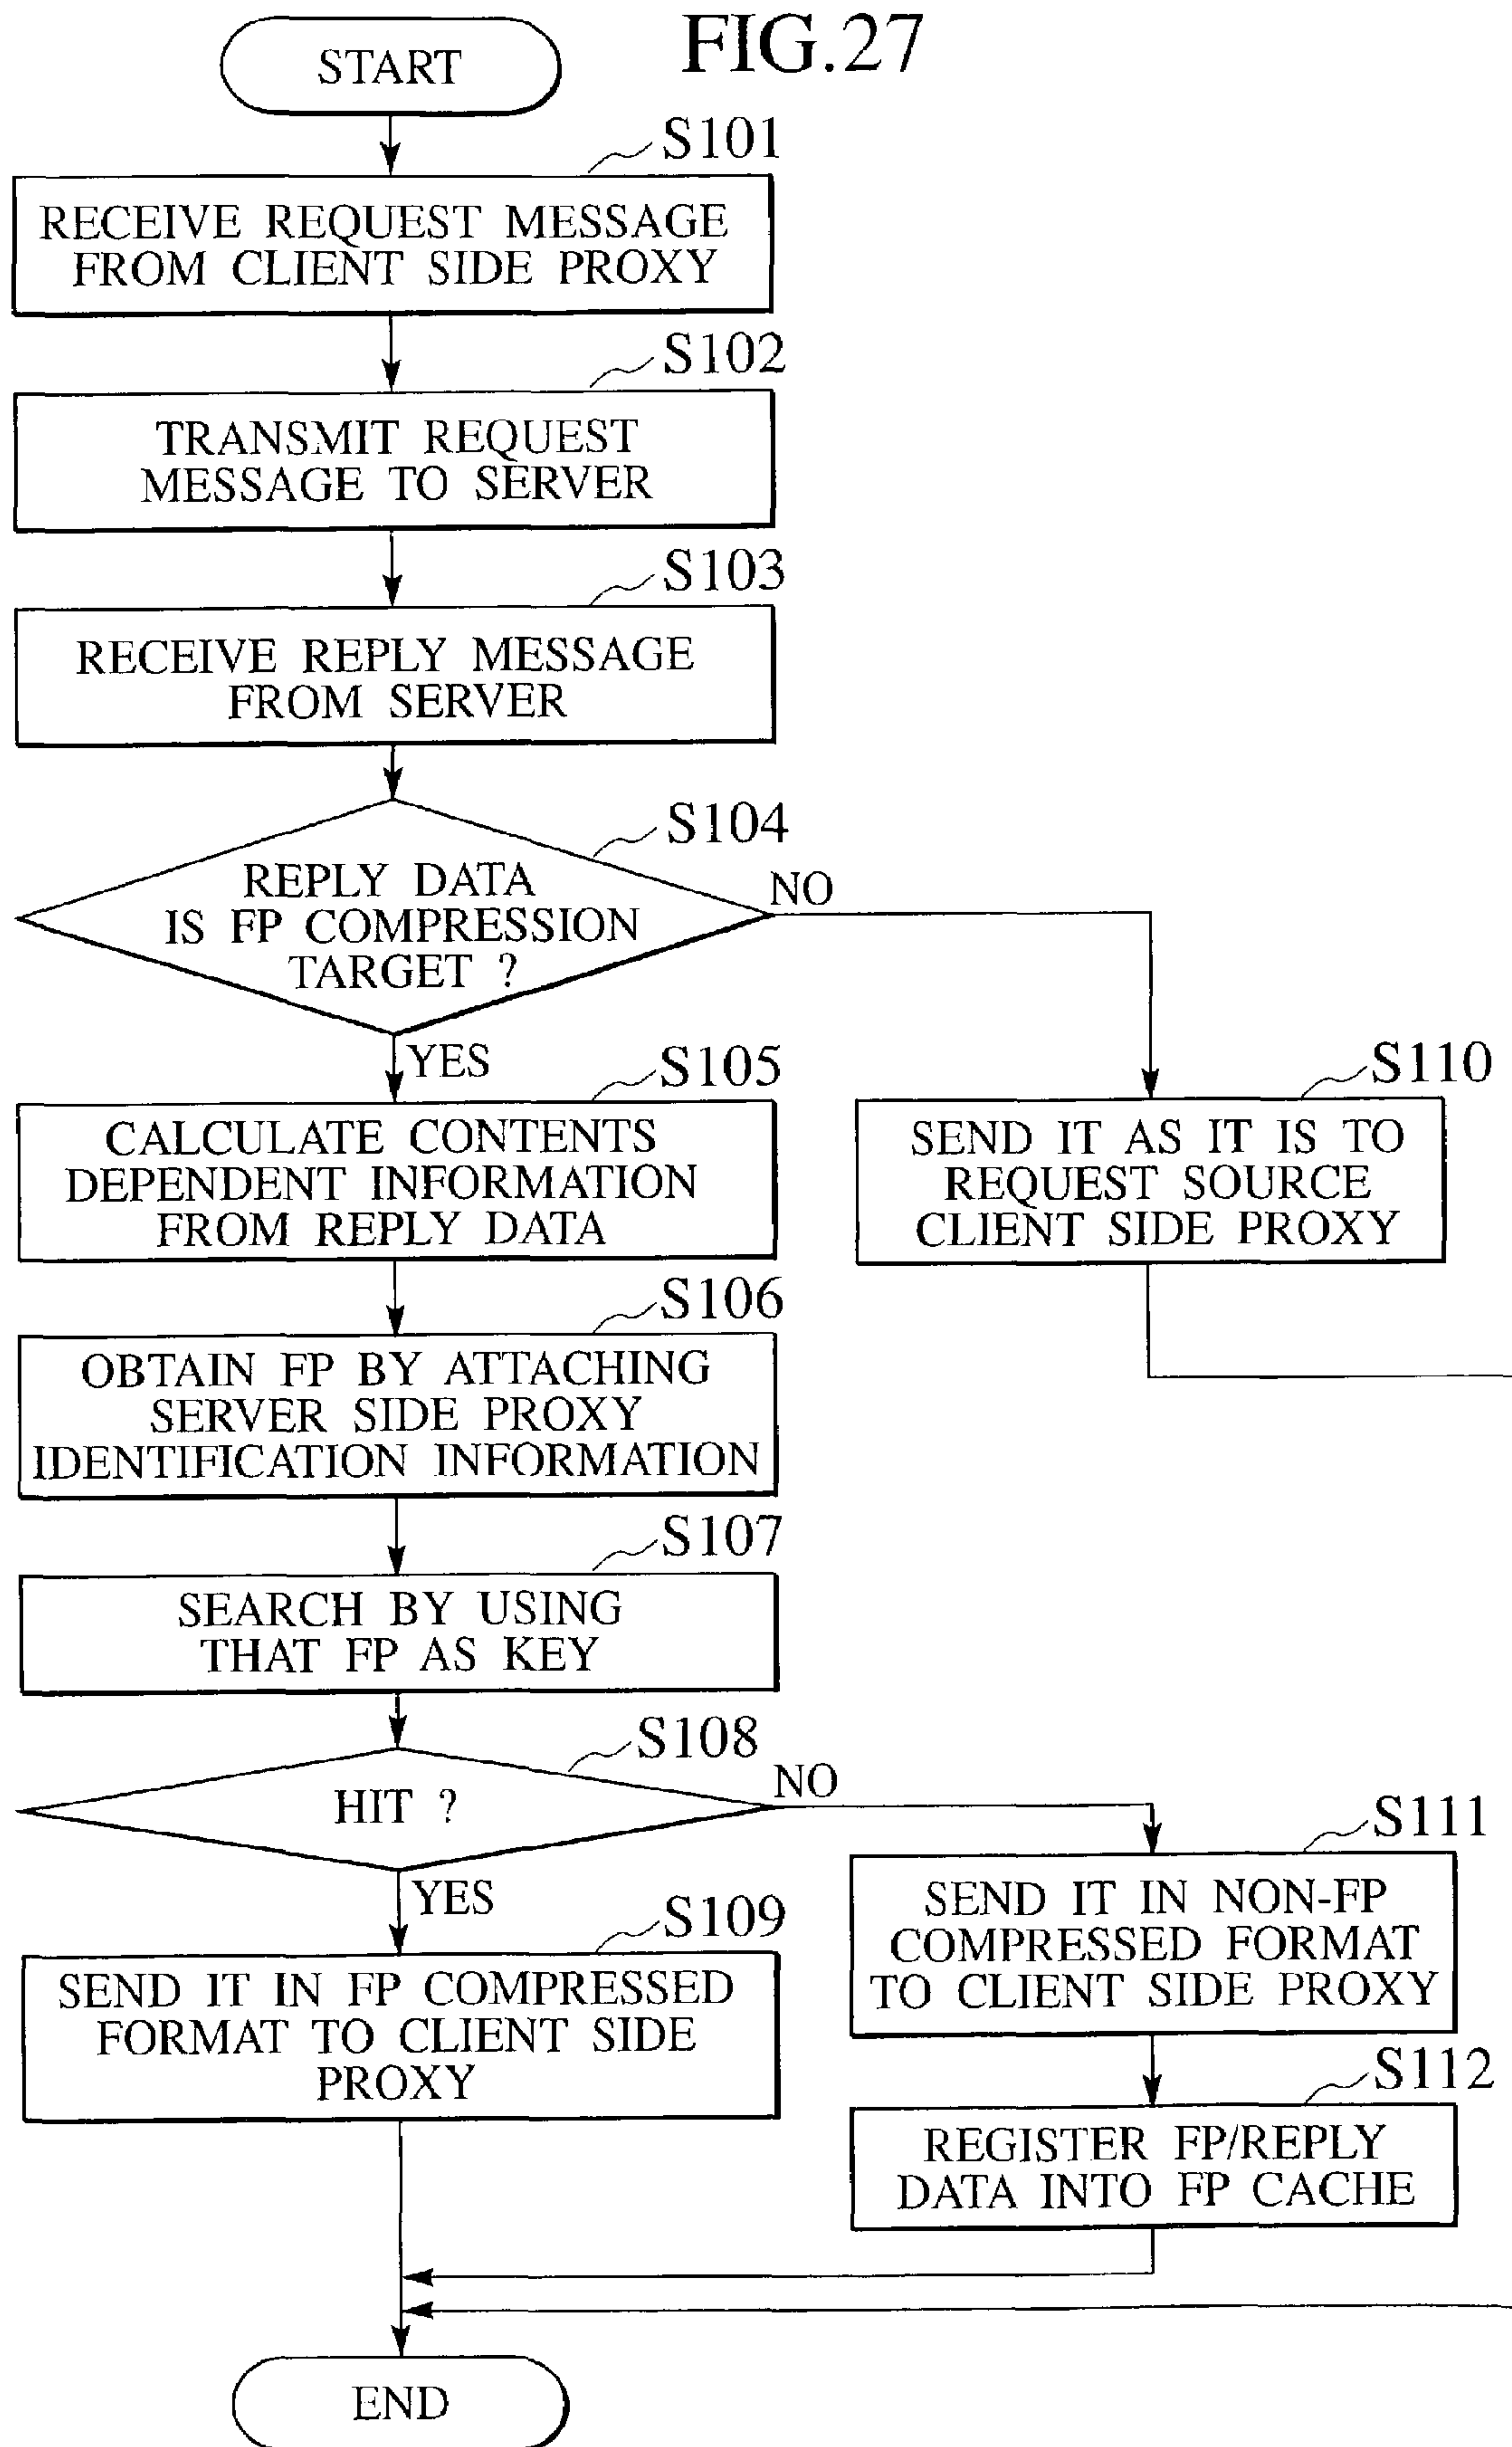 FIG.27
START
S101
RECEIVE REQUEST MESSAGE
FROM CLIENT SIDE PROXY
S102
TRANSMIT REQUEST
MESSAGE TO SERVER
S103
RECEIVE REPLY MESSAGE
FROM SERVER
S104
REPLY DATA
IS FP COMPRESSION
TARGET ?
NO
YES
S105
CALCULATE CONTENTS
DEPENDENT INFORMATION
FROM REPLY DATA
S110
SEND IT AS IT IS TO
REQUEST SOURCE
CLIENT SIDE PROXY
S106
OBTAIN FP BY ATTACHING
SERVER SIDE PROXY
IDENTIFICATION INFORMATION
S107
SEARCH BY USING
THAT FP AS KEY
S108
HIT ?
NO
YES
S109
SEND IT IN FP COMPRESSED
FORMAT TO CLIENT SIDE
PROXY
S111
SEND IT IN NON-FP
COMPRESSED FORMAT
TO CLIENT SIDE PROXY
S112
REGISTER FP/REPLY
DATA INTO FP CACHE
END